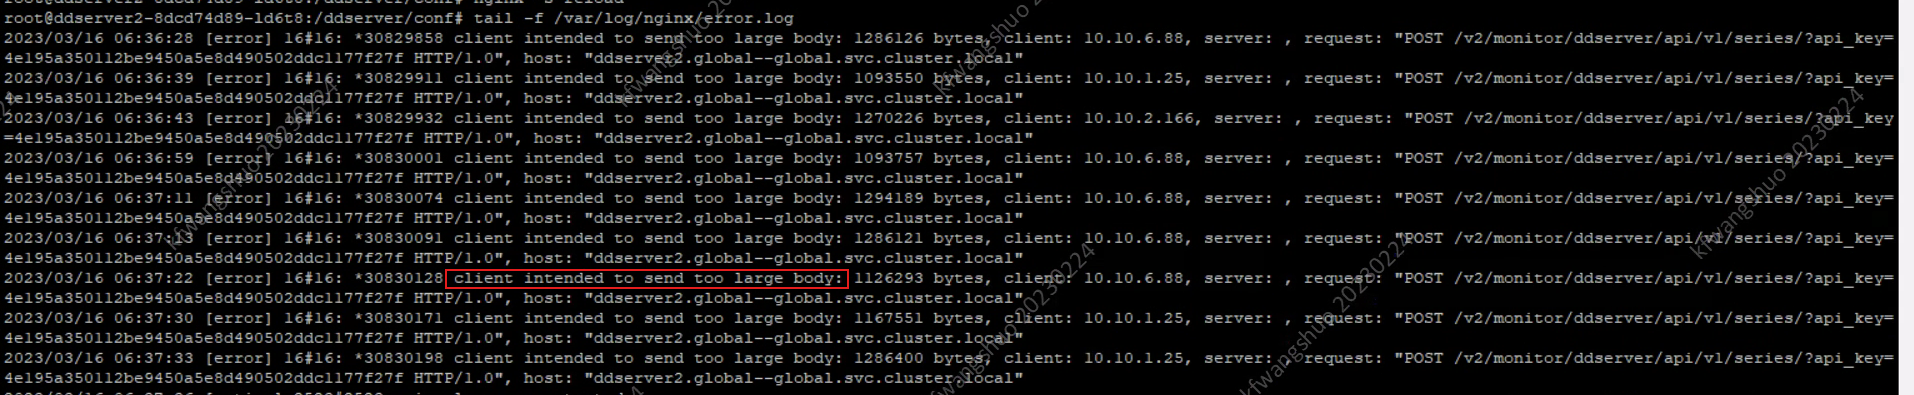 root@ddserver2-8dcd74d89-ld6t8:/ddserver/conf# tail -f /var/log/nginx/error.log
2023/03/16 06:36:28 [error] 16#16: *30829858 client intended to send too large body: 1286126 bytes, client: 10.10.6.88, server: , request: "POST /v2/monitor/ddserver/api/v1/series/?api_key=
4e195a350112be9450a5e8d490502ddc1177f27f HTTP/1.0", host: "ddserver2.global--global.svc.cluster.local"
2023/03/16 06:36:39 [error] 16#16: *30829911 client intended to send too large body: 1093550 bytes, client: 10.10.1.25, server: , request: "POST /v2/monitor/ddserver/api/v1/series/?api_key=
4e195a350112be9450a5e8d490502ddc1177f27f HTTP/1.0", host: "ddserver2.global--global.svc.cluster.local"
2023/03/16 06:36:43 [error] 16#16: *30829932 client intended to send too large body: 1270226 bytes, client: 10.10.2.166, server: , request: "POST /v2/monitor/ddserver/api/v1/series/?api_key
=4e195a350112be9450a5e8d490502ddc1177f27f HTTP/1.0", host: "ddserver2.global--global.svc.cluster.local"
2023/03/16 06:36:59 [error] 16#16: *30830001 client intended to send too large body: 1093757 bytes, client: 10.10.6.88, server: , request: "POST /v2/monitor/ddserver/api/v1/series/?api_key=
4e195a350112be9450a5e8d490502ddc1177f27f HTTP/1.0", host: "ddserver2.global--global.svc.cluster.local"
2023/03/16 06:37:11 [error] 16#16: *30830074 client intended to send too large body: 1294189 bytes, client: 10.10.6.88, server: , request: "POST /v2/monitor/ddserver/api/v1/series/?api_key=
4e195a350112be9450a5e8d490502ddc1177f27f HTTP/1.0", host: "ddserver2.global--global.svc.cluster.local"
2023/03/16 06:37:13 [error] 16#16: *30830091 client intended to send too large body: 1286121 bytes, client: 10.10.6.88, server: , request: "POST /v2/monitor/ddserver/api/v1/series/?api_key=
4e195a350112be9450a5e8d490502ddc1177f27f HTTP/1.0", host: "ddserver2.global--global.svc.cluster.local"
2023/03/16 06:37:22 [error] 16#16: *30830128 client intended to send too large body: 1126293 bytes, client: 10.10.6.88, server: , request: "POST /v2/monitor/ddserver/api/v1/series/?api_key=
4e195a350112be9450a5e8d490502ddc1177f27f HTTP/1.0", host: "ddserver2.global--global.svc.cluster.local"
2023/03/16 06:37:30 [error] 16#16: *30830171 client intended to send too large body: 1167551 bytes, client: 10.10.1.25, server: , request: "POST /v2/monitor/ddserver/api/v1/series/?api_key=
4e195a350112be9450a5e8d490502ddc1177f27f HTTP/1.0", host: "ddserver2.global--global.svc.cluster.local"
2023/03/16 06:37:33 [error] 16#16: *30830198 client intended to send too large body: 1286400 bytes, client: 10.10.1.25, server: , request: "POST /v2/monitor/ddserver/api/v1/series/?api_key=
4e195a350112be9450a5e8d490502ddc1177f27f HTTP/1.0", host: "ddserver2.global--global.svc.cluster.local"
kfwangshuo 20230224
kfwangshuo 20230224
kfwangshuo 20230224
kfwangshuo 20230224